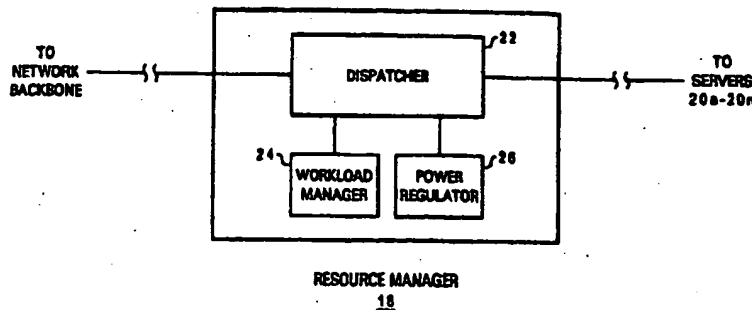 22
TO
NETWORK
BACKBONE
DISPATCHER
TO
SERVERS
20a-20n
24
WORKLOAD
MANAGER
26
POWER
REGULATOR
RESOURCE MANAGER
18